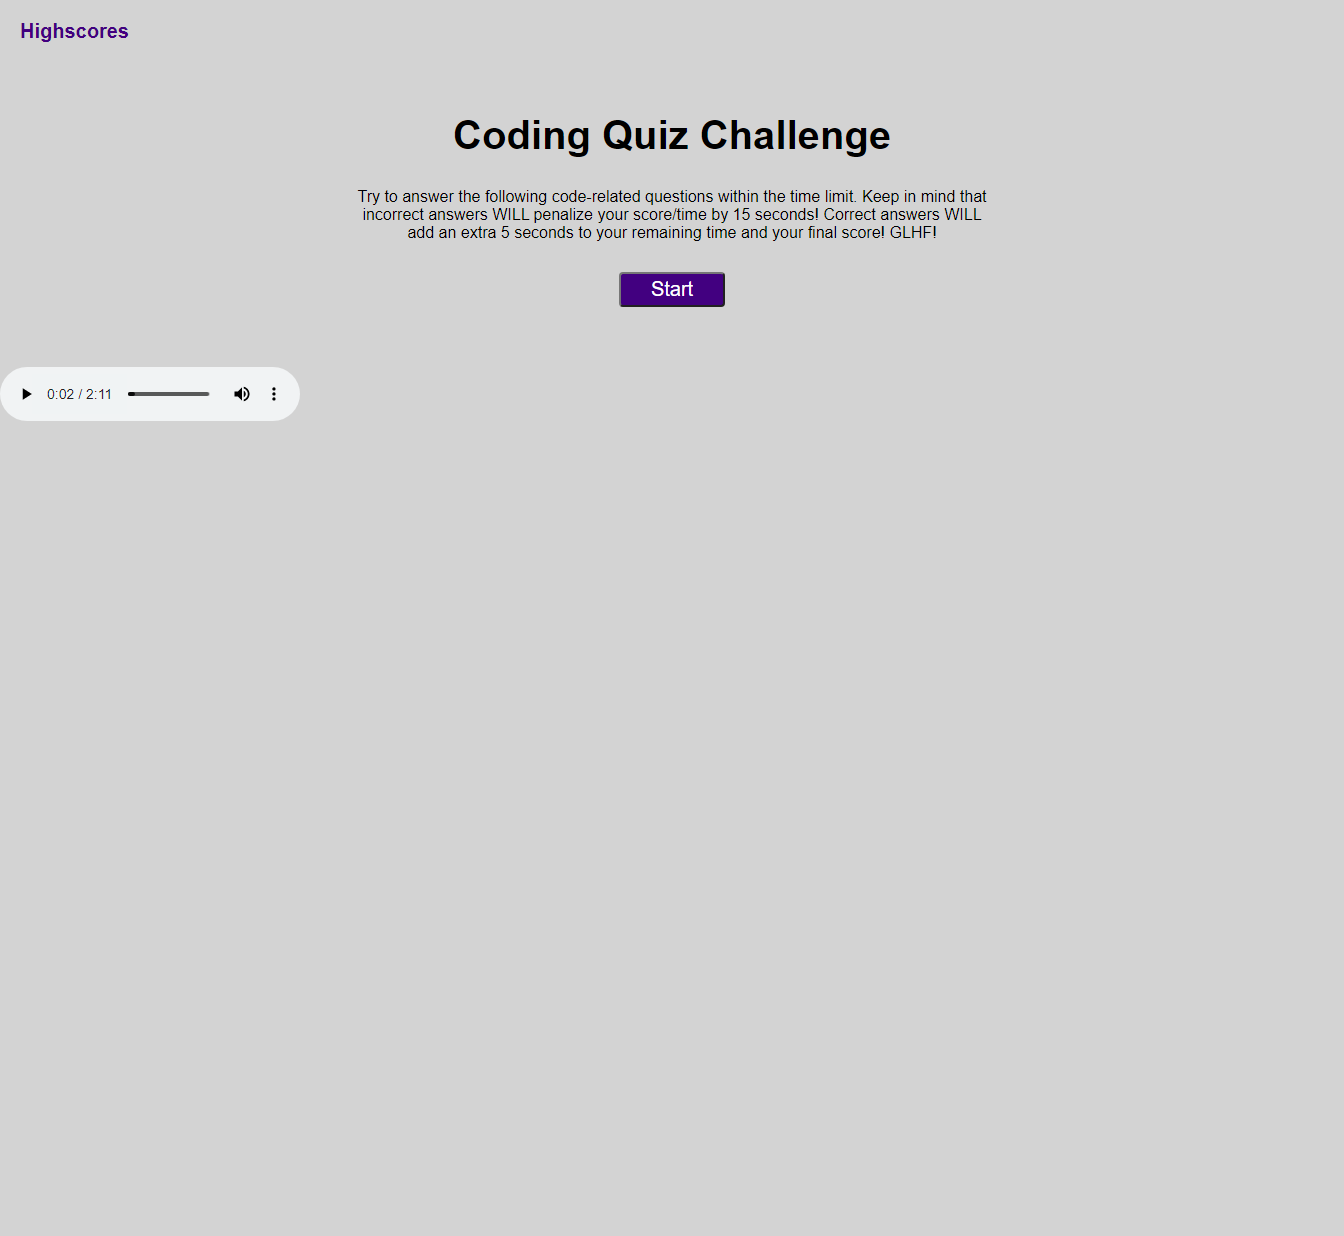 Highscores
Coding Quiz Challenge
Try to answer the following code-related questions within the time limit. Keep in mind that
incorrect answers WILL penalize your score/time by 15 seconds! Correct answers WILL
add an extra 5 seconds to your remaining time and your final score! GLHF!
Start
0:02 / 2:11